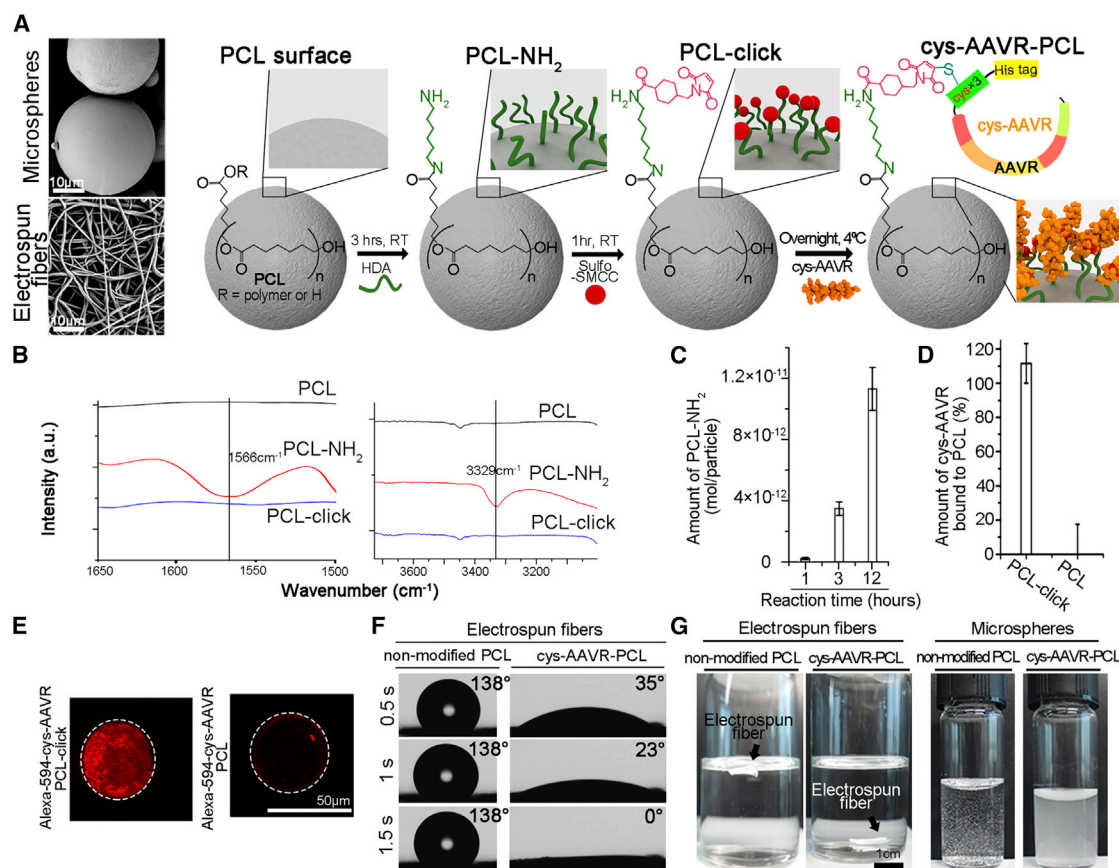 A
Microspheres
10μm
Electrospun
fibers
10μm
PCL surface
PCL-NH2
PCL-click
cys-AAVR-PCL
NH2
H2N
O
N
O
O
H2N
O
N
O
O
S
cys×3
His tag
cys-AAVR
AAVR
O
OR
N
O
N
O
N
O
O
O
OH
n
PCL
R = polymer or H
3 hrs, RT
HDA
O
O
OH
n
1hr, RT
Sulfo
-SMCC
O
O
OH
n
Overnight, 4ºC
cys-AAVR
O
O
OH
n
B
Intensity (a.u.)
PCL
1566cm-1
PCL-NH2
PCL-click
1650
1600
1550
1500
PCL
3329cm-1
PCL-NH2
PCL-click
3600
3400
3200
Wavenumber (cm-1)
C
Amount of PCL-NH2
(mol/particle)
1.2×10-11
8×10-12
4×10-12
0
1
3
12
Reaction time (hours)
D
Amount of cys-AAVR
bound to PCL (%)
120
100
80
60
40
20
0
PCL-click
PCL
E
Alexa-594-cys-AAVR
PCL-click
Alexa-594-cys-AAVR
PCL
50μm
F
Electrospun fibers
non-modified PCL
cys-AAVR-PCL
0.5 s
138°
35°
1 s
138°
23°
1.5 s
138°
0°
G
Electrospun fibers
non-modified PCL
cys-AAVR-PCL
Electrospun
fiber
Electrospun
fiber
1cm
Microspheres
non-modified PCL
cys-AAVR-PCL